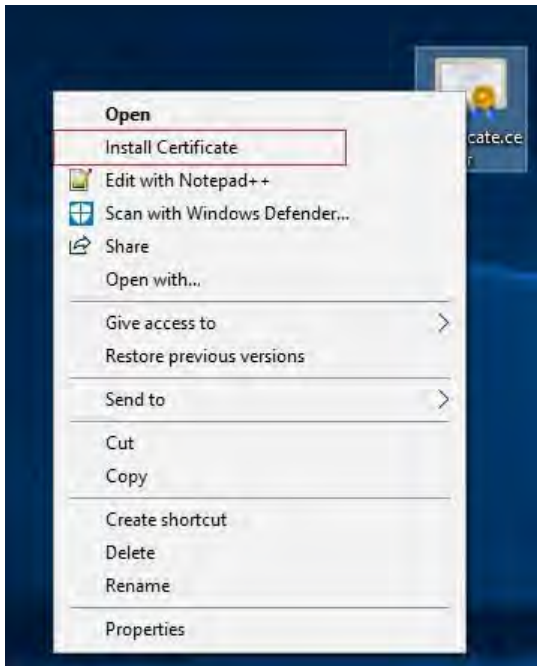 cate.ce
r
Open
Install Certificate
Edit with Notepad++
Scan with Windows Defender...
Share
Open with...
Give access to
Restore previous versions
Send to
Cut
Copy
Create shortcut
Delete
Rename
Properties